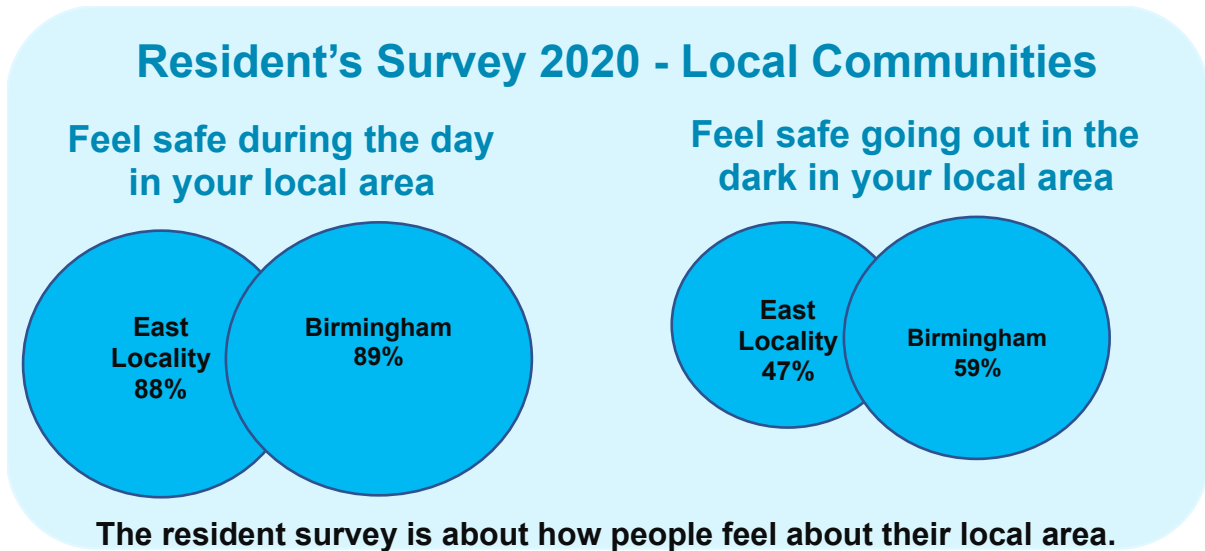 Resident's Survey 2020 - Local Communities
Feel safe during the day
in your local area
East
Locality
88%
Birmingham
89%
Feel safe going out in the
dark in your local area
East
Locality
47%
Birmingham
59%
The resident survey is about how people feel about their local area.